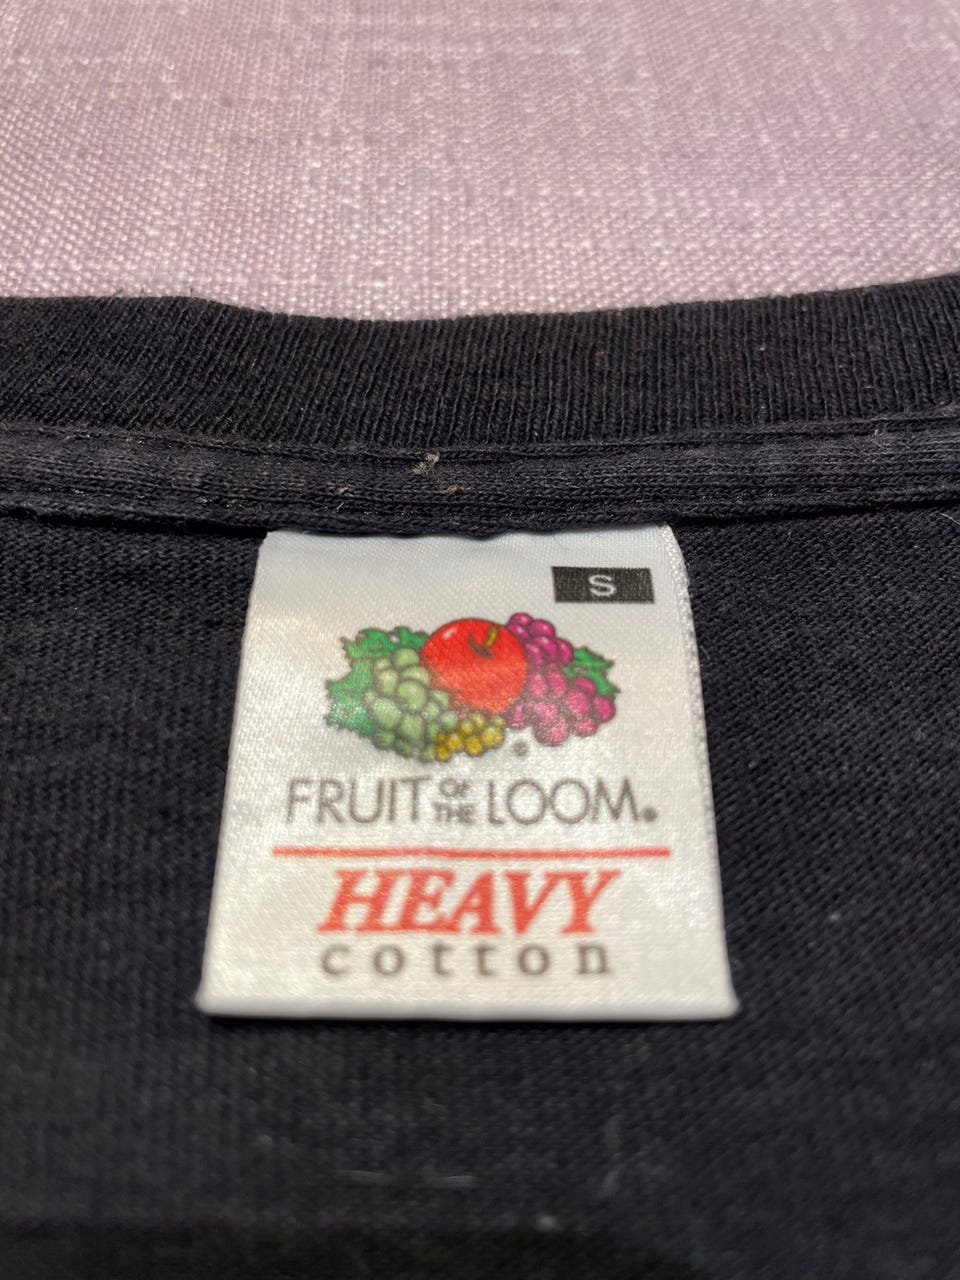 S
®
FRUIT OF THE LOOM®
HEAVY
cotton